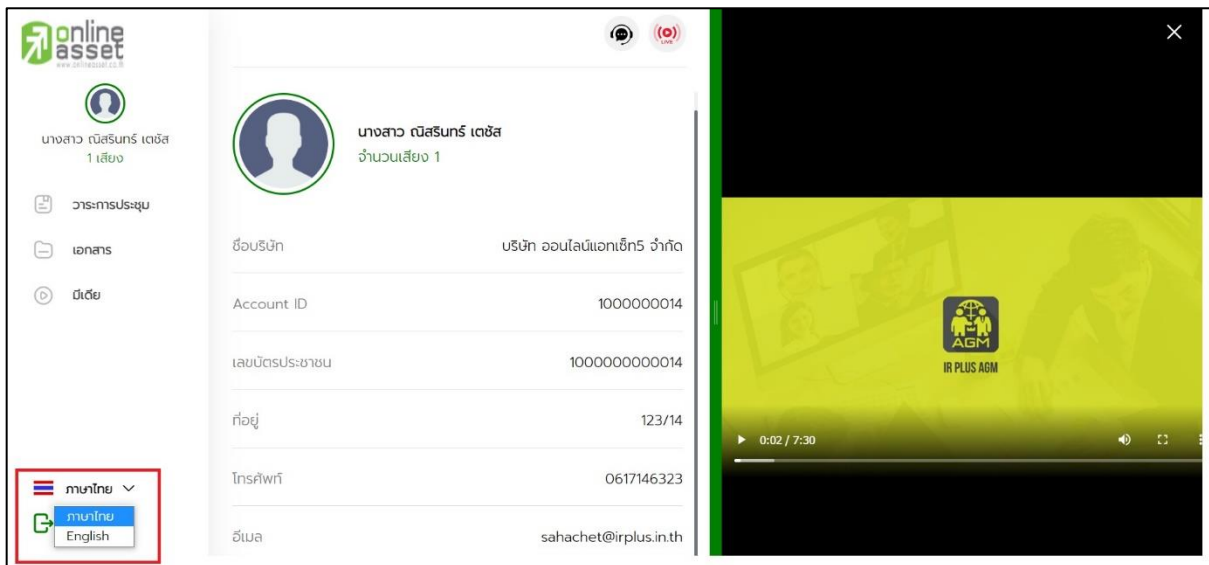 online
asset
www.onlineasset.co.th
นางสาว ณิสรินทร์ เตชัส
1 เสียง
วาระการประชุม
เอกสาร
มีเดีย
ภาษาไทย
ภาษาไทย
English
LIVE
นางสาว ณิสรินทร์ เตชัส
จำนวนเสียง 1
ชื่อบริษัท บริษัท ออนไลน์แอทเซ็ท5 จำกัด
Account ID 1000000014
เลขบัตรประชาชน 1000000000014
ที่อยู่ 123/14
โทรศัพท์ 0617146323
อีเมล sahachet@irplus.in.th
AGM
IR PLUS AGM
0:02 / 7:30